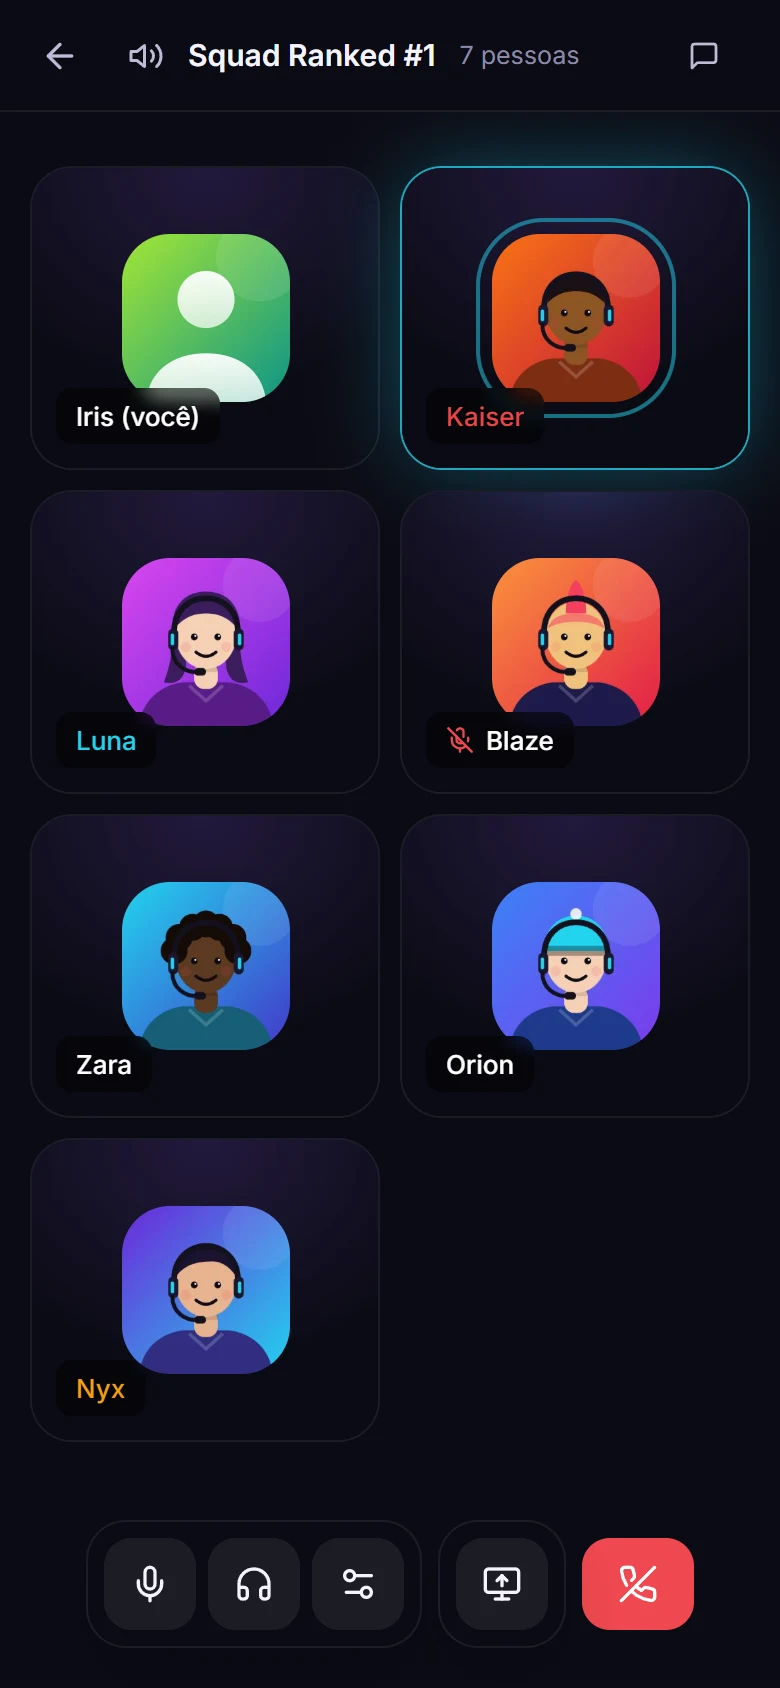 Squad Ranked #1 7 pessoas
Iris (você)
Kaiser
Luna
Blaze
Zara
Orion
Nyx